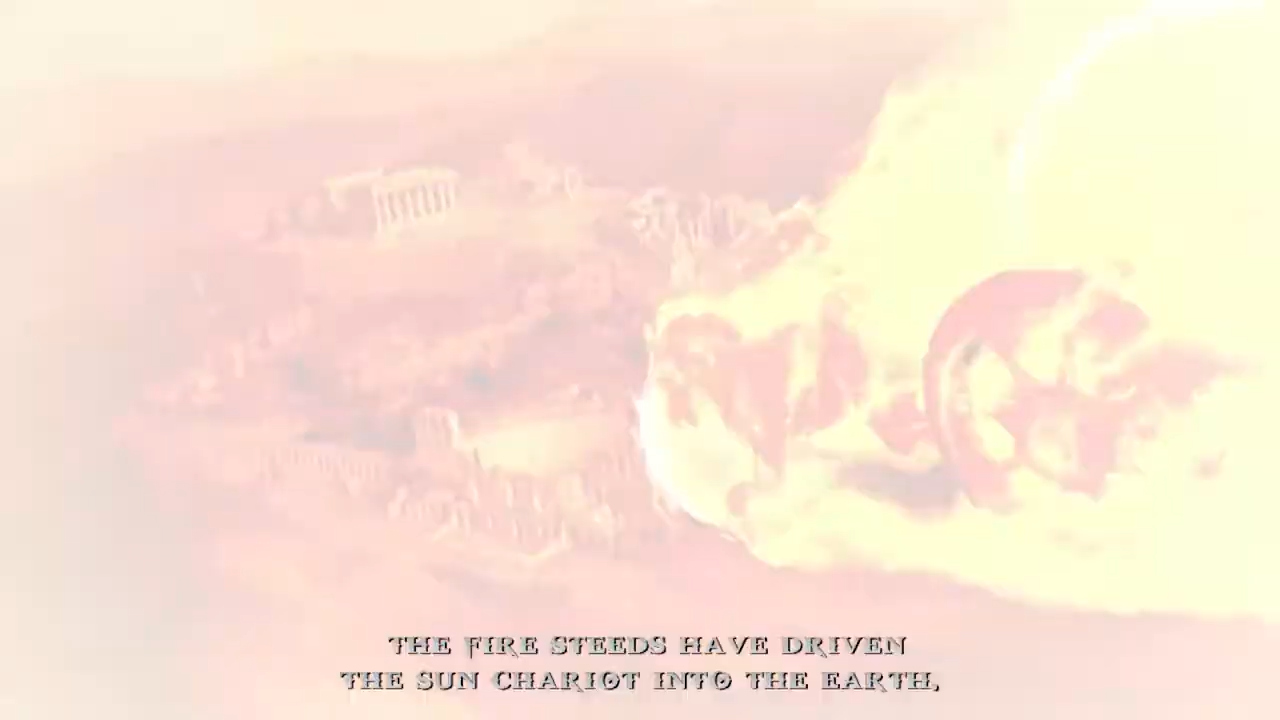 THE FIRE STEEDS HAVE DRIVEN
THE SUN CHARIOT INTO THE EARTH,